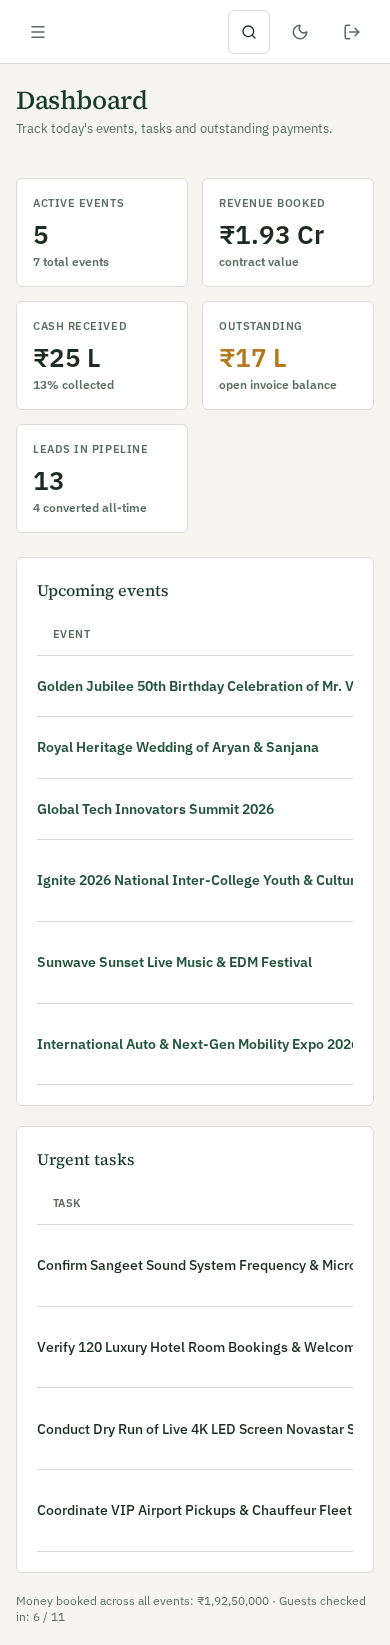 Dashboard
Track today's events, tasks and outstanding payments.
ACTIVE EVENTS
5
7 total events
REVENUE BOOKED
₹1.93 Cr
contract value
CASH RECEIVED
₹25 L
13% collected
OUTSTANDING
₹17 L
open invoice balance
LEADS IN PIPELINE
13
4 converted all-time
Upcoming events
EVENT
Golden Jubilee 50th Birthday Celebration of Mr. V
Royal Heritage Wedding of Aryan & Sanjana
Global Tech Innovators Summit 2026
Ignite 2026 National Inter-College Youth & Cultur
Sunwave Sunset Live Music & EDM Festival
International Auto & Next-Gen Mobility Expo 2026
Urgent tasks
TASK
Confirm Sangeet Sound System Frequency & Micro
Verify 120 Luxury Hotel Room Bookings & Welcom
Conduct Dry Run of Live 4K LED Screen Novastar S
Coordinate VIP Airport Pickups & Chauffeur Fleet
Money booked across all events: ₹1,92,50,000 · Guests checked
in: 6 / 11